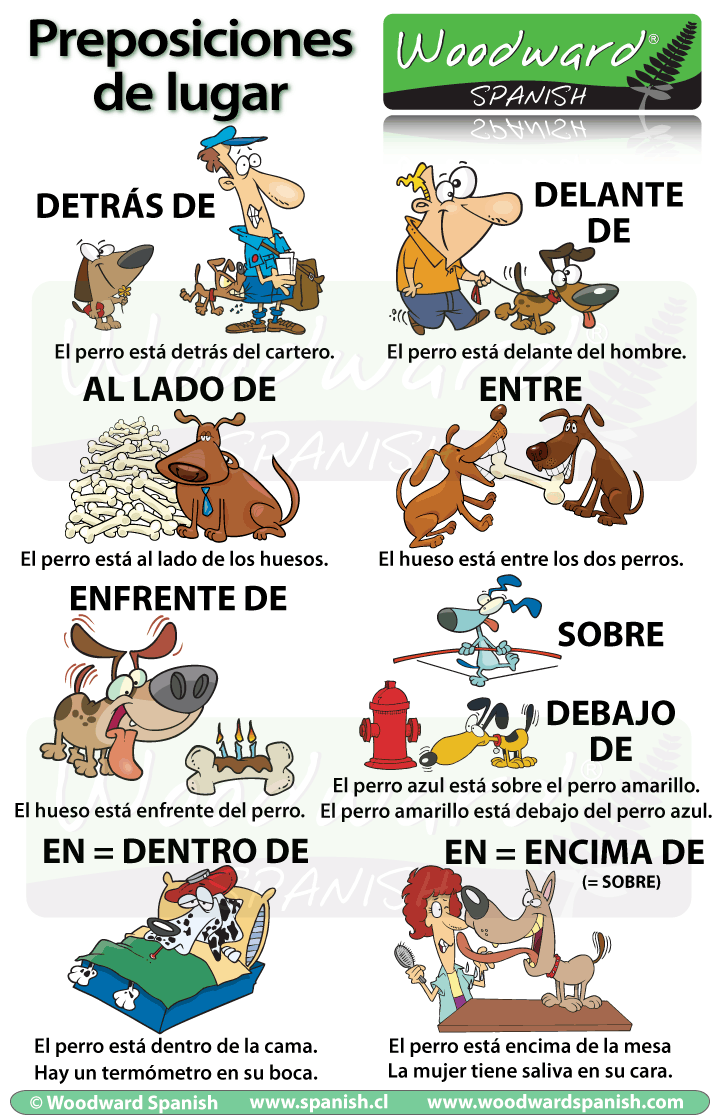 Preposiciones
de lugar
Woodward®
SPANISH
DETRÁS DE
DELANTE
DE
El perro está detrás del cartero.
El perro está delante del hombre.
AL LADO DE
ENTRE
El perro está al lado de los huesos.
El hueso está entre los dos perros.
ENFRENTE DE
SOBRE
DEBAJO
DE
El hueso está enfrente del perro.
El perro azul está sobre el perro amarillo.
El perro amarillo está debajo del perro azul.
EN = DENTRO DE
EN = ENCIMA DE
(= SOBRE)
El perro está dentro de la cama.
Hay un termómetro en su boca.
El perro está encima de la mesa
La mujer tiene saliva en su cara.
© Woodward Spanish www.spanish.cl www.woodwardspanish.com
Woodward®
SPANISH
Woodward®
SPANISH